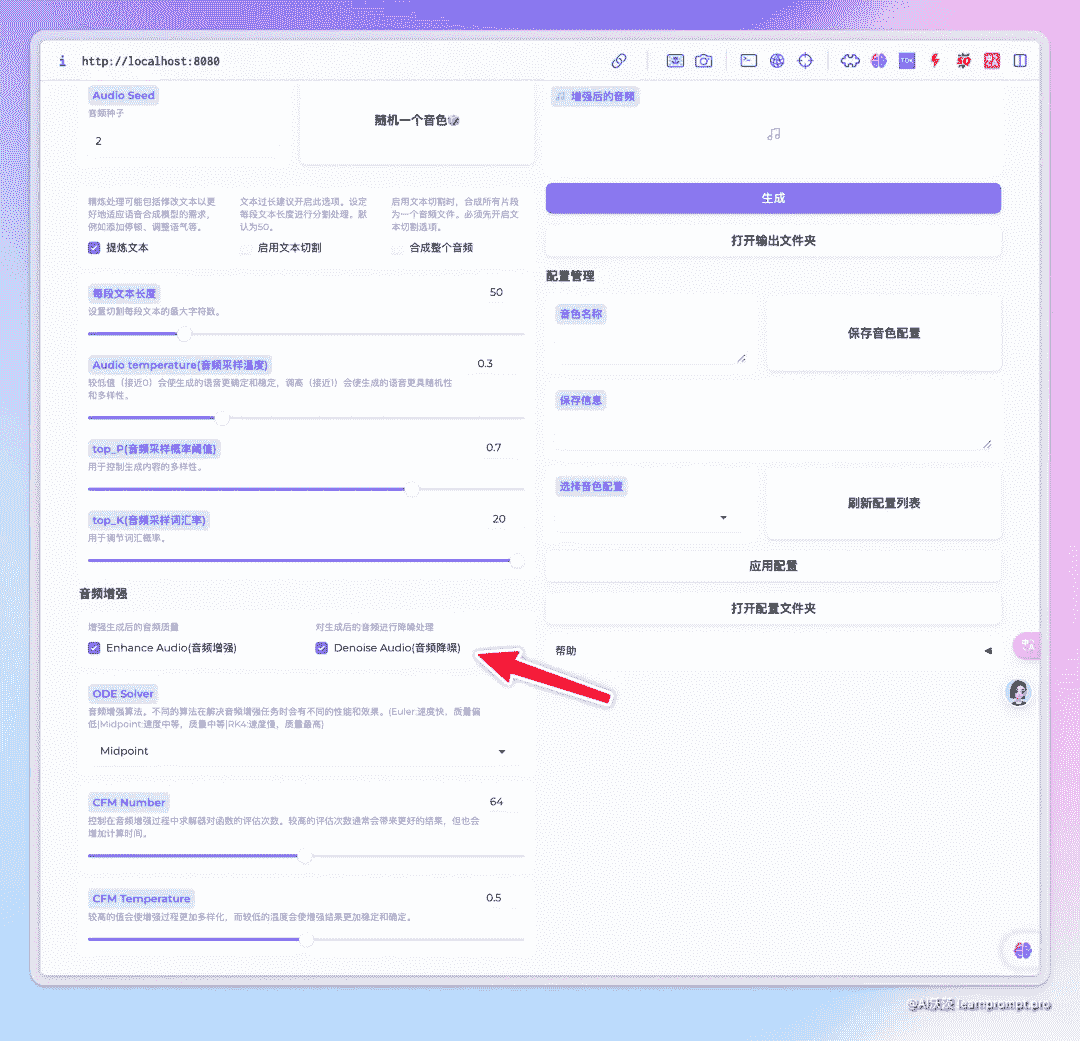 http://localhost:8080
Audio Seed
音频种子
2
随机一个音色
精炼处理可能包括修改文本以更
好地适应语音合成模型的需求,
例如添加停顿、调整语气等。
提炼文本
文本过长建议开启此选项。设定
每段文本长度进行分割处理。默
认为50。
启用文本切割
启用文本切割时,合成所有片段
为一个音频文件。必须先开启文
本切割选项。
合成整个音频
每段文本长度
50
设置切割每段文本的最大字符数。
Audio temperature(音频采样温度)
0.3
较低值(接近0)会使生成的语音更确定和稳定,调高(接近1)会使生成的语音更具随机性
和多样性。
top_P(音频采样概率阈值)
0.7
用于控制生成内容的多样性。
top_K(音频采样词汇率)
20
用于调节词汇概率。
音频增强
增强生成后的音频质量
Enhance Audio(音频增强)
对生成后的音频进行降噪处理
Denoise Audio(音频降噪)
ODE Solver
音频增强算法。不同的算法在解决音频增强任务时会有不同的性能和效果。(Euler:速度快,质量偏
低|Midpoint:速度中等,质量中等|RK4:速度慢,质量最高)
Midpoint
CFM Number
64
控制在音频增强过程中求解器对函数的评估次数。较高的评估次数通常会带来更好的结果,但也会
增加计算时间。
CFM Temperature
0.5
较高的值会使增强过程更加多样化,而较低的温度会使增强结果更加稳定和确定。
增强后的音频
生成
打开输出文件夹
配置管理
音色名称
保存音色配置
保存信息
选择音色配置
刷新配置列表
应用配置
打开配置文件夹
帮助
learnprompt.pro